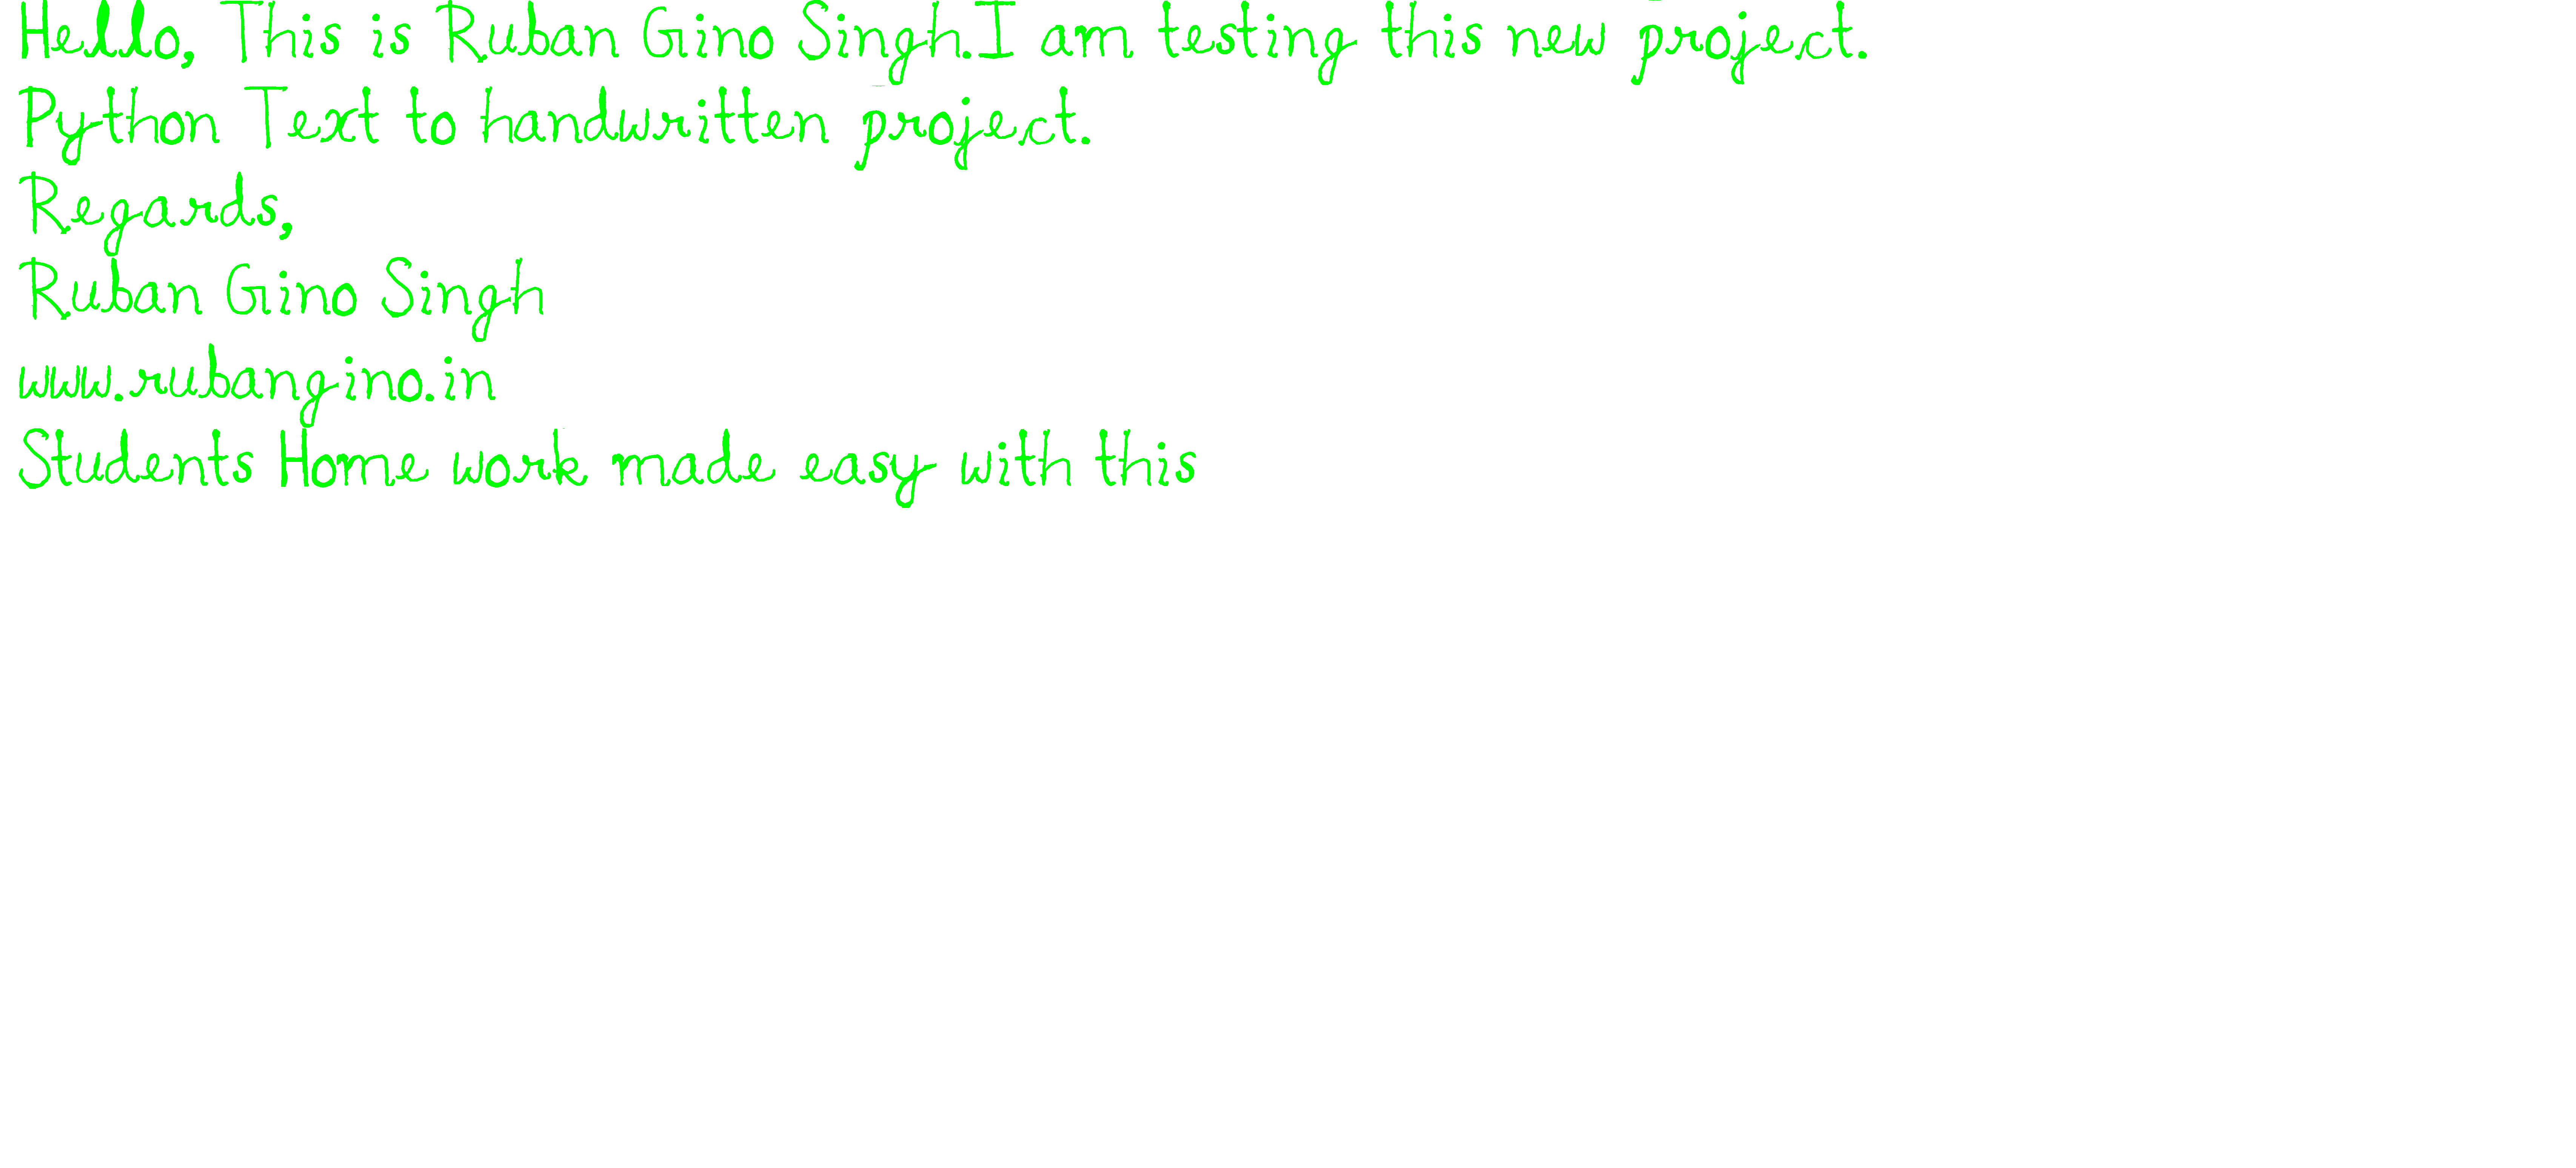 Hello, This is Ruban Gino Singh.I am testing this new project.
Python Text to handwritten project.
Regards,
Ruban Gino Singh
www.rubangino.in
Students Home work made easy with this